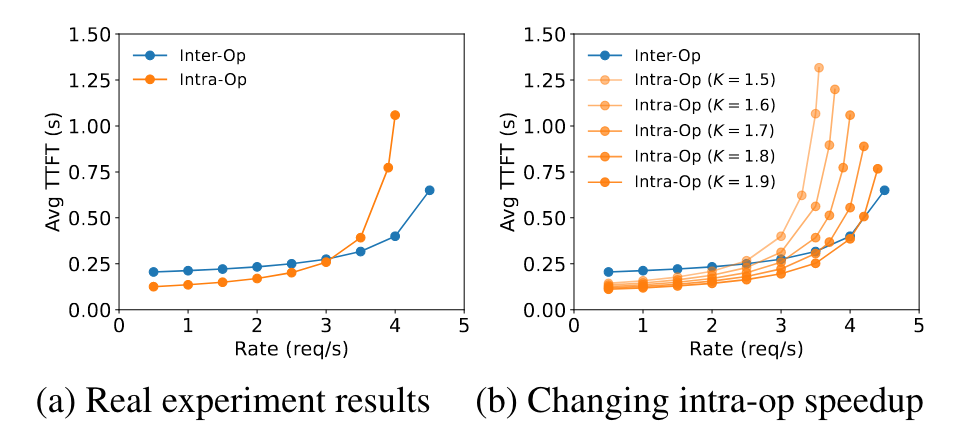 1.50
1.25
1.00
0.75
0.50
0.25
0.00
Avg TTFT (s)
Inter-Op
Intra-Op
0 1 2 3 4 5
Rate (req/s)
(a) Real experiment results
1.50
1.25
1.00
0.75
0.50
0.25
0.00
Avg TTFT (s)
Inter-Op
Intra-Op (K = 1.5)
Intra-Op (K = 1.6)
Intra-Op (K = 1.7)
Intra-Op (K = 1.8)
Intra-Op (K = 1.9)
0 1 2 3 4 5
Rate (req/s)
(b) Changing intra-op speedup